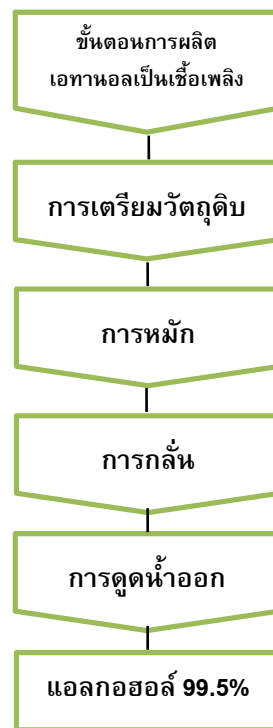 ขั้นตอนการผลิต
เอทานอลเป็นเชื้อเพลิง
การเตรียมวัตถุดิบ
การหมัก
การกลั่น
การดูดน้ำออก
แอลกอฮอล์ 99.5%